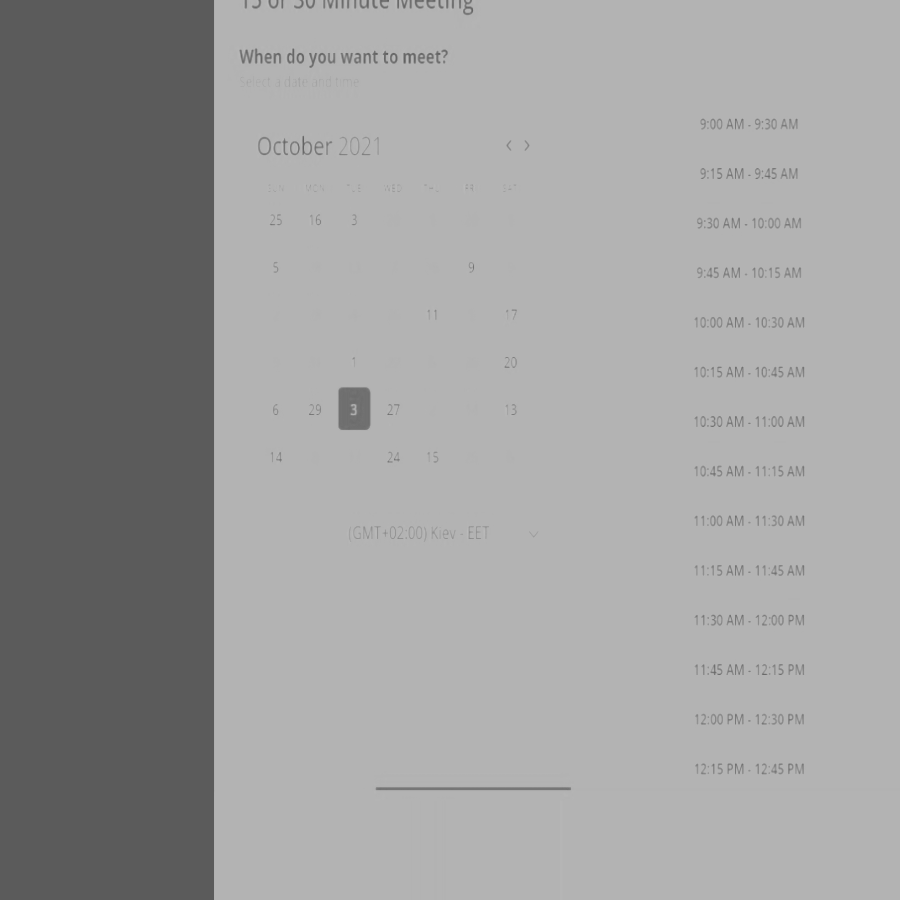 15 or 30 Minute Meeting
When do you want to meet?
Select a date and time
October 2021
SUN MON TUE WED THU FRI SAT
25 16 3
5 9
11 17
1 20
6 29 3 27 13
14 24 15
(GMT+02:00) Kiev - EET
9:00 AM - 9:30 AM
9:15 AM - 9:45 AM
9:30 AM - 10:00 AM
9:45 AM - 10:15 AM
10:00 AM - 10:30 AM
10:15 AM - 10:45 AM
10:30 AM - 11:00 AM
10:45 AM - 11:15 AM
11:00 AM - 11:30 AM
11:15 AM - 11:45 AM
11:30 AM - 12:00 PM
11:45 AM - 12:15 PM
12:00 PM - 12:30 PM
12:15 PM - 12:45 PM